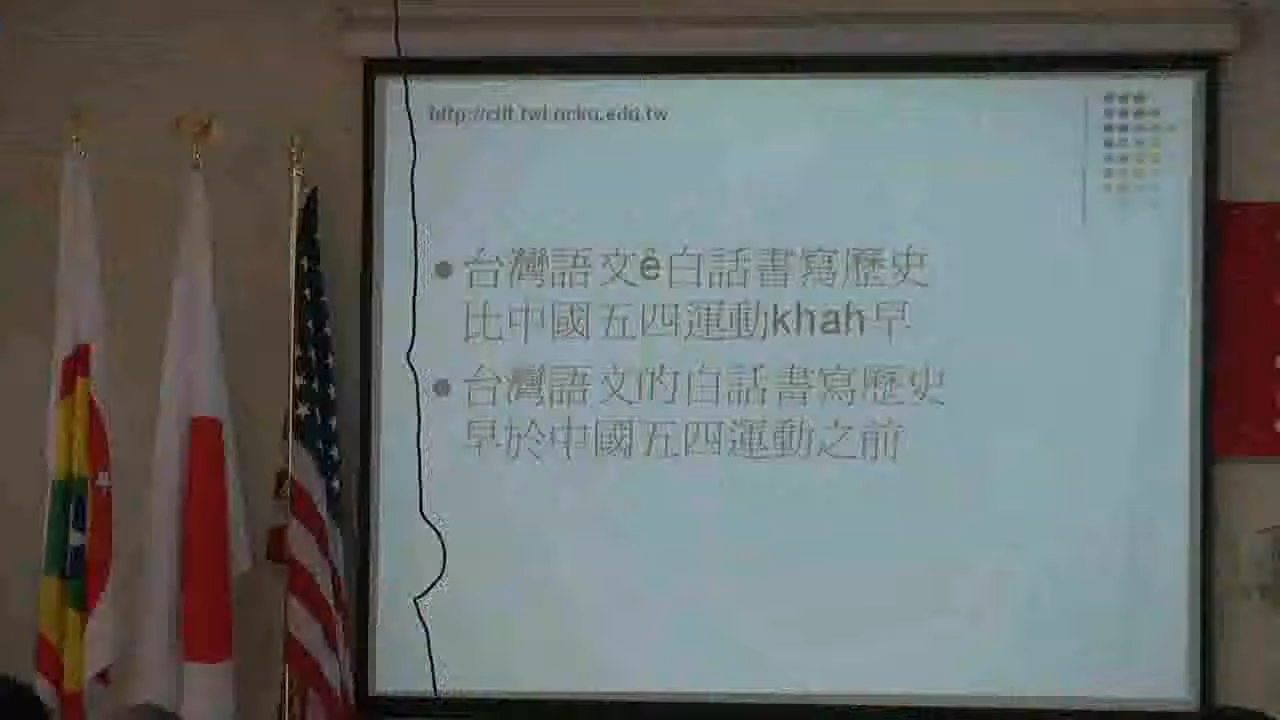 http://ctlt.twl.ncku.edu.tw
台灣語文ê白話書寫歷史
比中國五四運動khah早
台灣語文的白話書寫歷史
早於中國五四運動之前